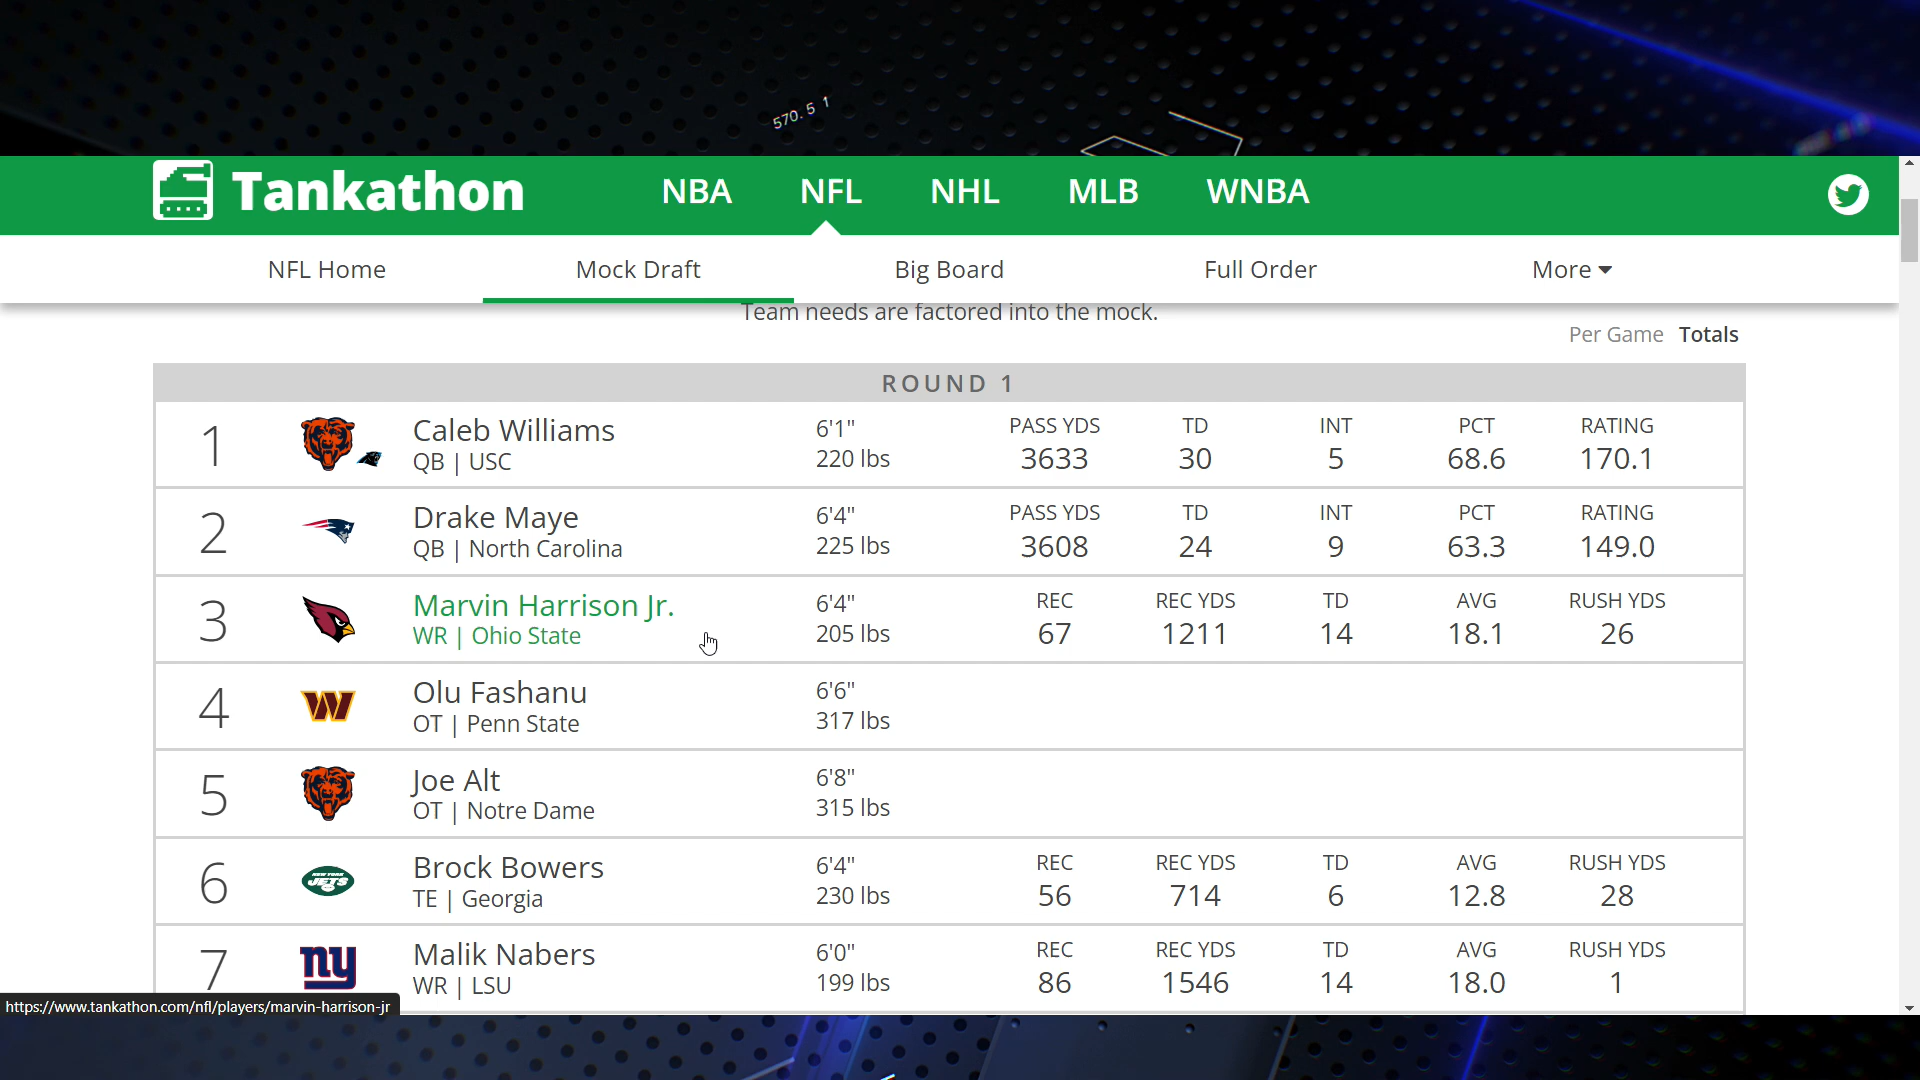 570.5 1
Tankathon
NBA
NFL
NHL
MLB
WNBA
NFL Home
Mock Draft
Big Board
Full Order
More
Team needs are factored into the mock.
Per Game Totals
ROUND 1
1
Caleb Williams
QB | USC
6'1"
220 lbs
PASS YDS TD INT PCT RATING
3633 30 5 68.6 170.1
2
Drake Maye
QB | North Carolina
6'4"
225 lbs
PASS YDS TD INT PCT RATING
3608 24 9 63.3 149.0
3
Marvin Harrison Jr.
WR | Ohio State
6'4"
205 lbs
REC REC YDS TD AVG RUSH YDS
67 1211 14 18.1 26
4
W
Olu Fashanu
OT | Penn State
6'6"
317 lbs
5
Joe Alt
OT | Notre Dame
6'8"
315 lbs
6
NEW YORK
JETS
Brock Bowers
TE | Georgia
6'4"
230 lbs
REC REC YDS TD AVG RUSH YDS
56 714 6 12.8 28
7
ny
Malik Nabers
WR | LSU
6'0"
199 lbs
REC REC YDS TD AVG RUSH YDS
86 1546 14 18.0 1
https://www.tankathon.com/nfl/players/marvin-harrison-jr